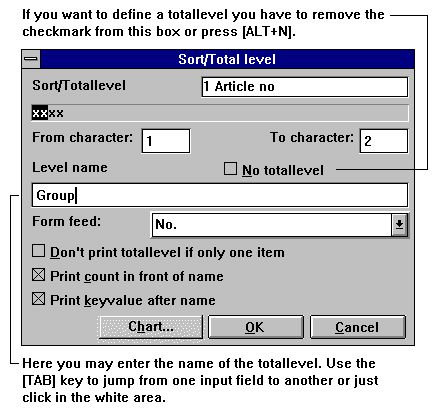 If you want to define a totallevel you have to remove the
checkmark from this box or press [ALT+N].
Sort/Total level
Sort/Totallevel 1 Article no
xxxx
From character: 1 To character: 2
Level name No totallevel
Group
Form feed: No.
Don't print totallevel if only one item
Print count in front of name
Print keyvalue after name
Chart... OK Cancel
Here you may enter the name of the totallevel. Use the
[TAB] key to jump from one input field to another or just
click in the white area.